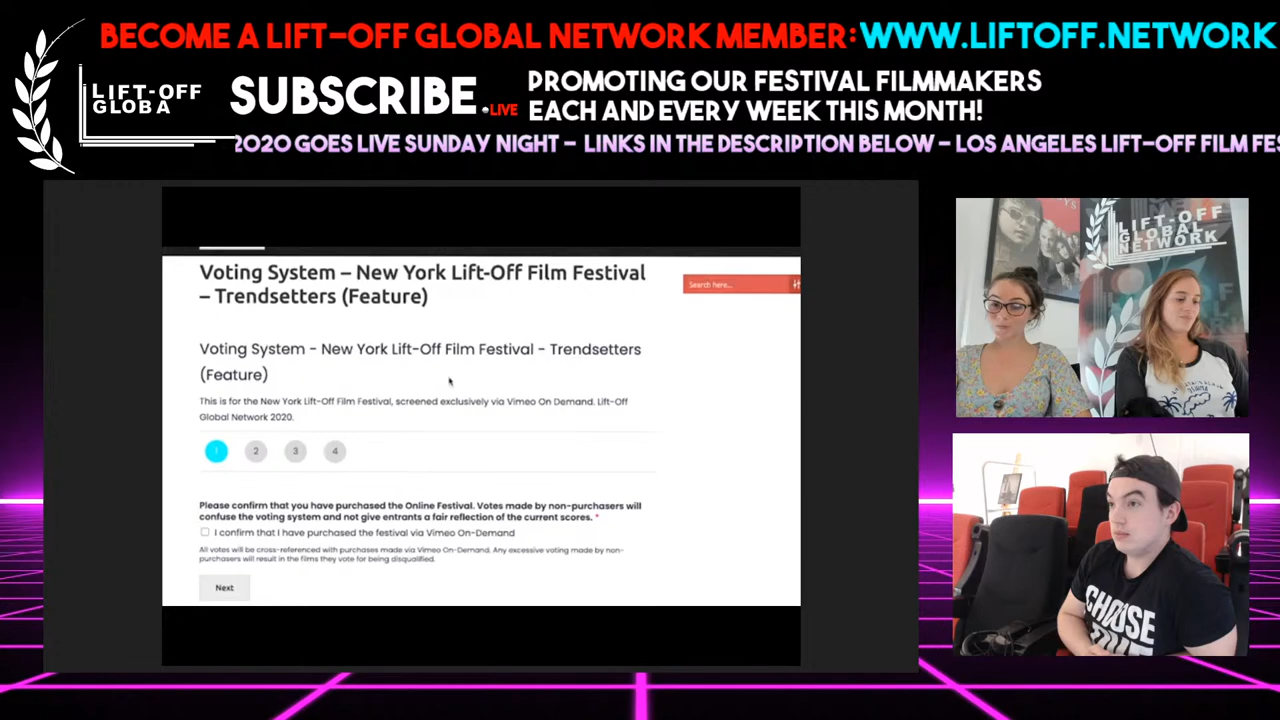 BECOME A LIFT-OFF GLOBAL NETWORK MEMBER: WWW.LIFTOFF.NETWORK
LIFT-OFF
GLOBA
SUBSCRIBE
.LIVE
PROMOTING OUR FESTIVAL FILMMAKERS
EACH AND EVERY WEEK THIS MONTH!
2020 GOES LIVE SUNDAY NIGHT - LINKS IN THE DESCRIPTION BELOW - LOS ANGELES LIFT-OFF FILM FES
Voting System – New York Lift-Off Film Festival
– Trendsetters (Feature)
Search here...
Voting System - New York Lift-Off Film Festival - Trendsetters
(Feature)
This is for the New York Lift-Off Film Festival, screened exclusively via Vimeo On Demand. Lift-Off
Global Network 2020.
1 2 3 4
Please confirm that you have purchased the Online Festival. Votes made by non-purchasers will
confuse the voting system and not give entrants a fair reflection of the current scores. *
I confirm that I have purchased the festival via Vimeo On-Demand
All votes will be cross-referenced with purchases made via Vimeo On-Demand. Any excessive voting made by non-
purchasers will result in the films they vote for being disqualified.
Next
LIFT-OFF
GLOBAL
NETWORK
CHOOSE